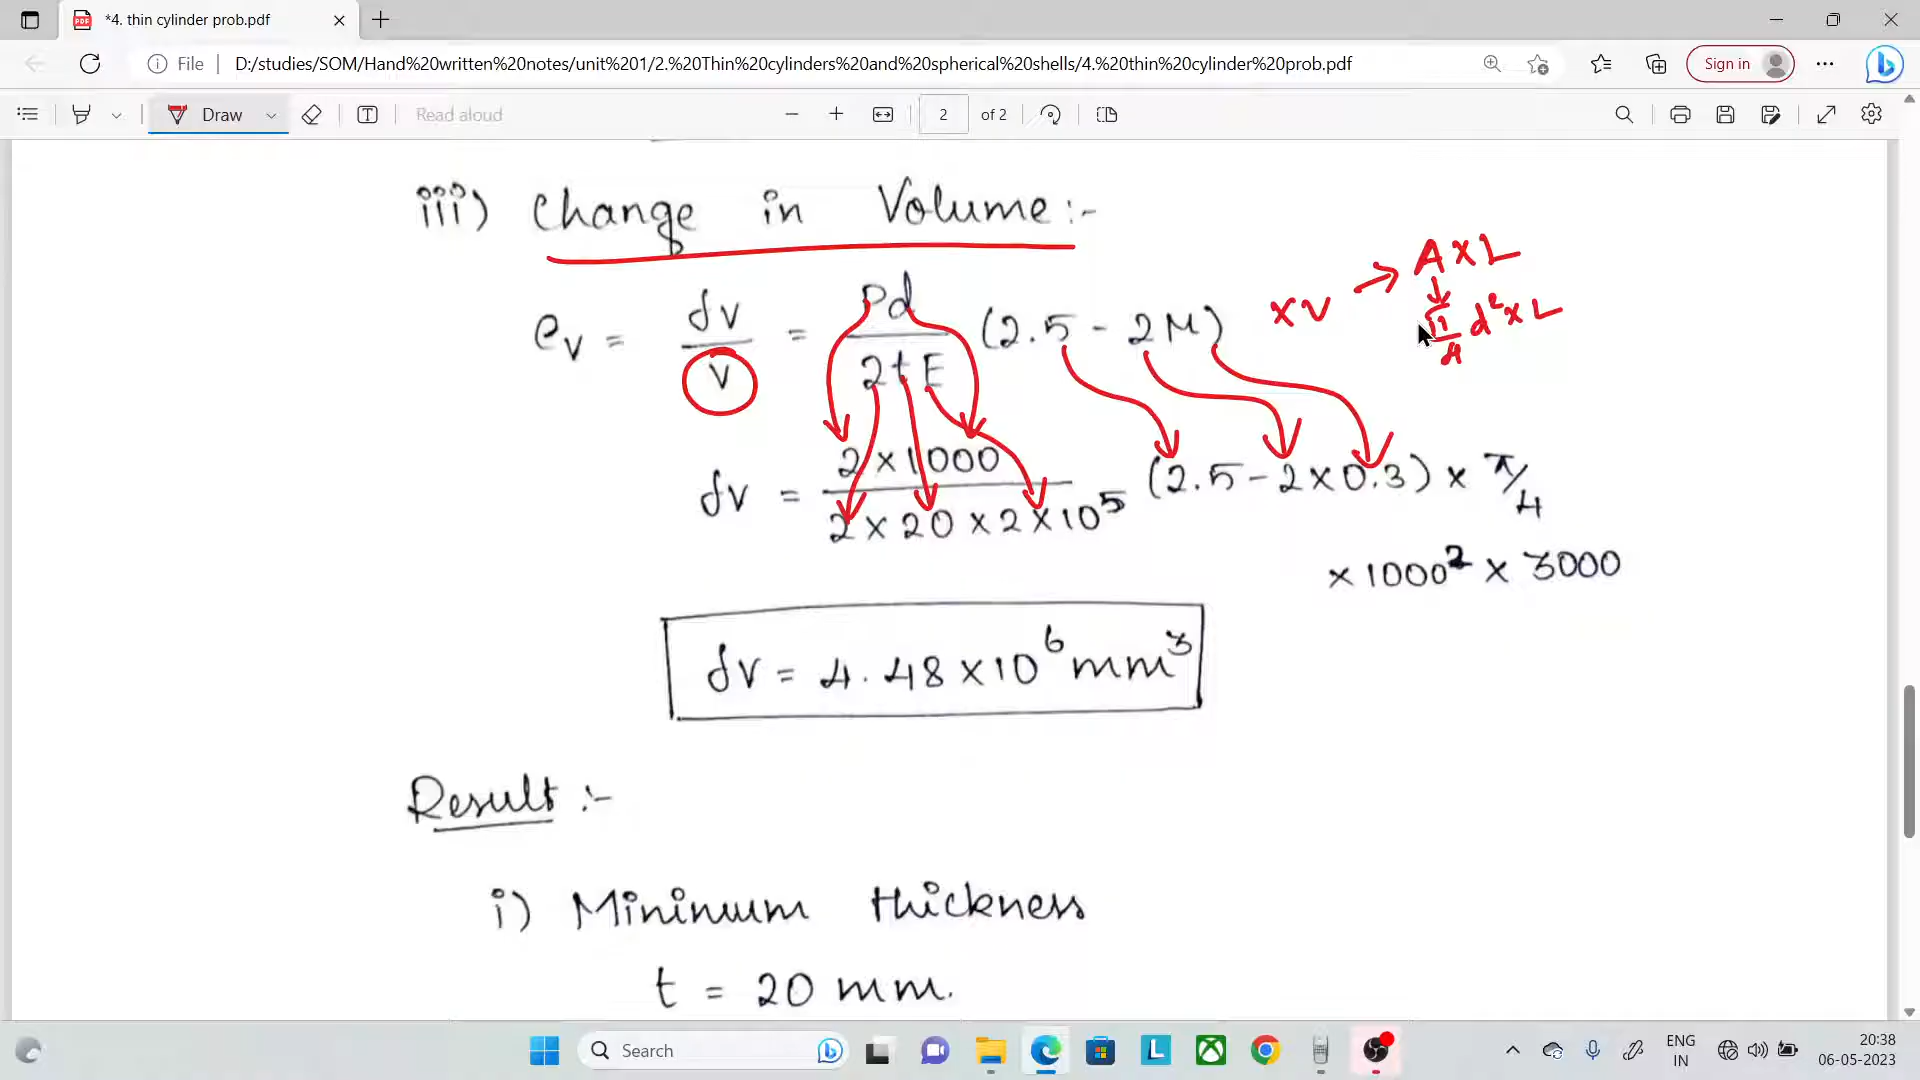 *4. thin cylinder prob.pdf
File D:/studies/SOM/Hand%20written%20notes/unit%201/2.%20Thin%20cylinders%20and%20spherical%20shells/4.%20thin%20cylinder%20prob.pdf Sign in
Draw Read aloud 2 of 2
iii) Change in Volume:-
A x L
eV = δV/V = Pd/2tE (2.5 - 2μ) x V → π/4 d² x L
δV = 2 x 1000 / 2 x 20 x 2 x 10⁵ (2.5 - 2 x 0.3) x π/4
x 1000² x 3000
δV = 4.48 x 10⁶ mm³
Result :-
i) Mininum thickness
t = 20 mm.
Search ENG IN 20:38 06-05-2023